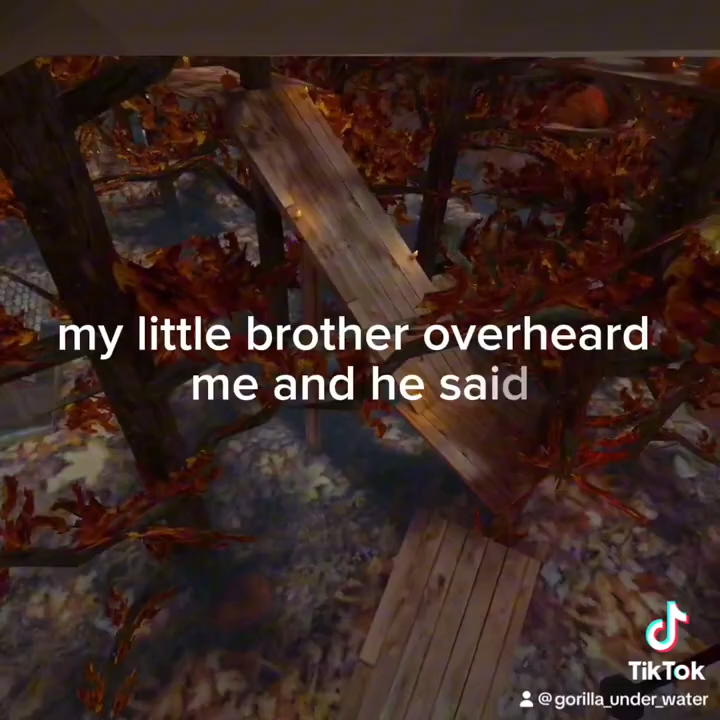 my little brother overheard
me and he said
TikTok
@gorilla_under_water